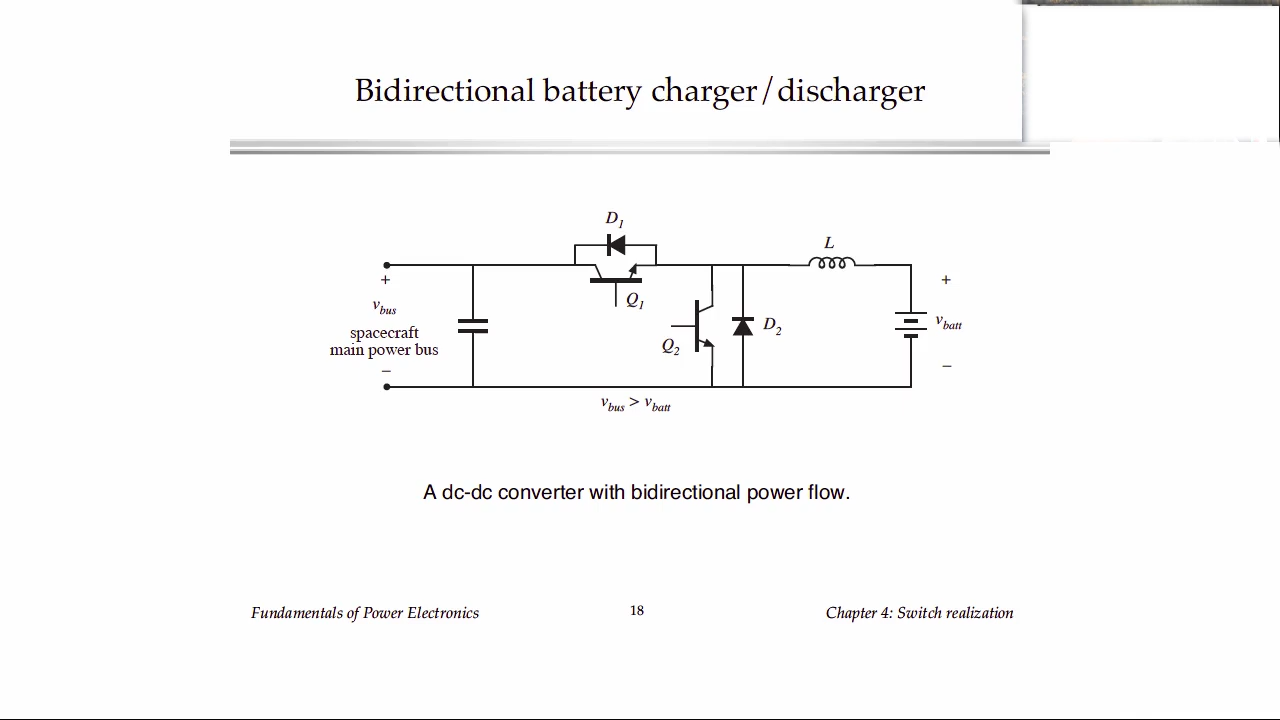 Bidirectional battery charger/discharger
D1
L
+
+
vbus
Q1
spacecraft
main power bus
D2
vbatt
Q2
–
–
vbus > vbatt
A dc-dc converter with bidirectional power flow.
Fundamentals of Power Electronics
18
Chapter 4: Switch realization